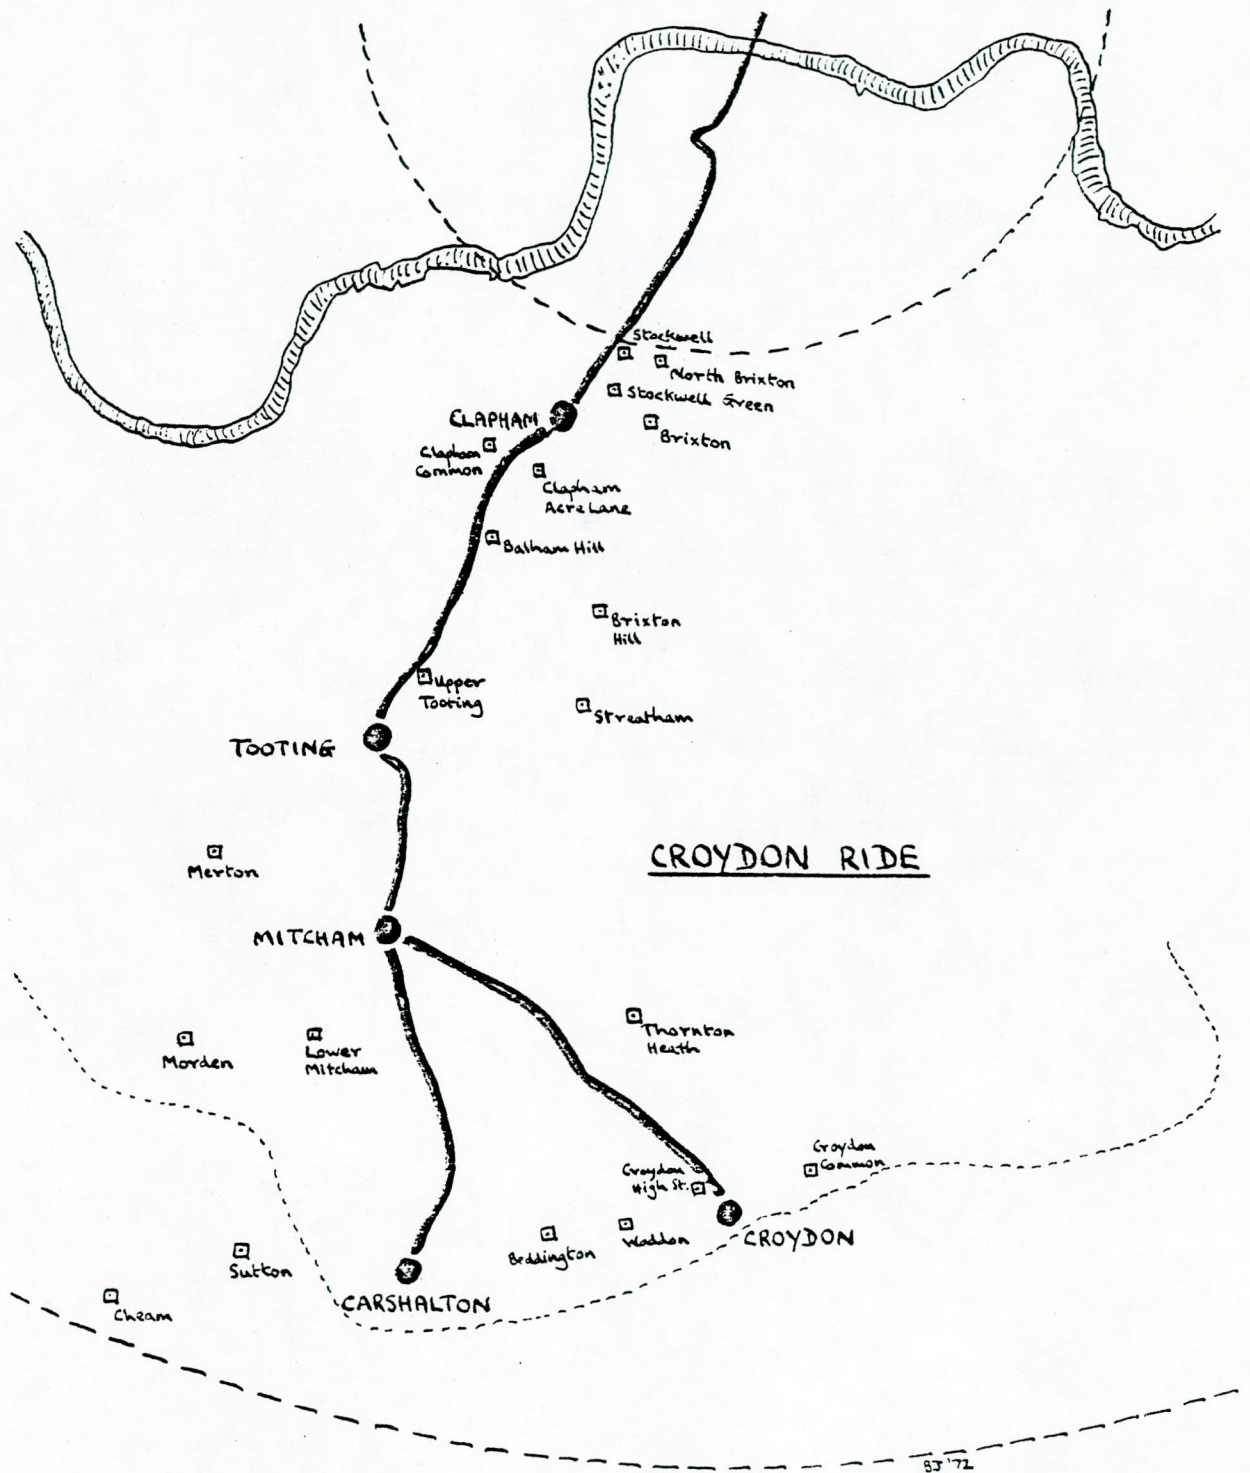 Stockwell
North Brixton
Stockwell Green
CLAPHAM
Brixton
Clapham
Common
Clapham
Acre Lane
Balham Hill
Brixton
Hill
Upper
Tooting
Streatham
TOOTING
CROYDON RIDE
Merton
MITCHAM
Thornton
Heath
Morden
Lower
Mitcham
Croydon
Common
Croydon
High St.
Beddington
Waddon
CROYDON
Sutton
CARSHALTON
Cheam
BJ '72